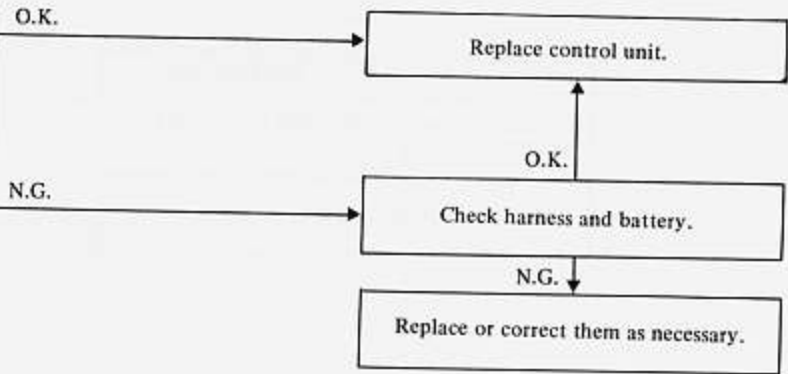 O.K.
Replace control unit.
O.K.
N.G.
Check harness and battery.
N.G.
Replace or correct them as necessary.